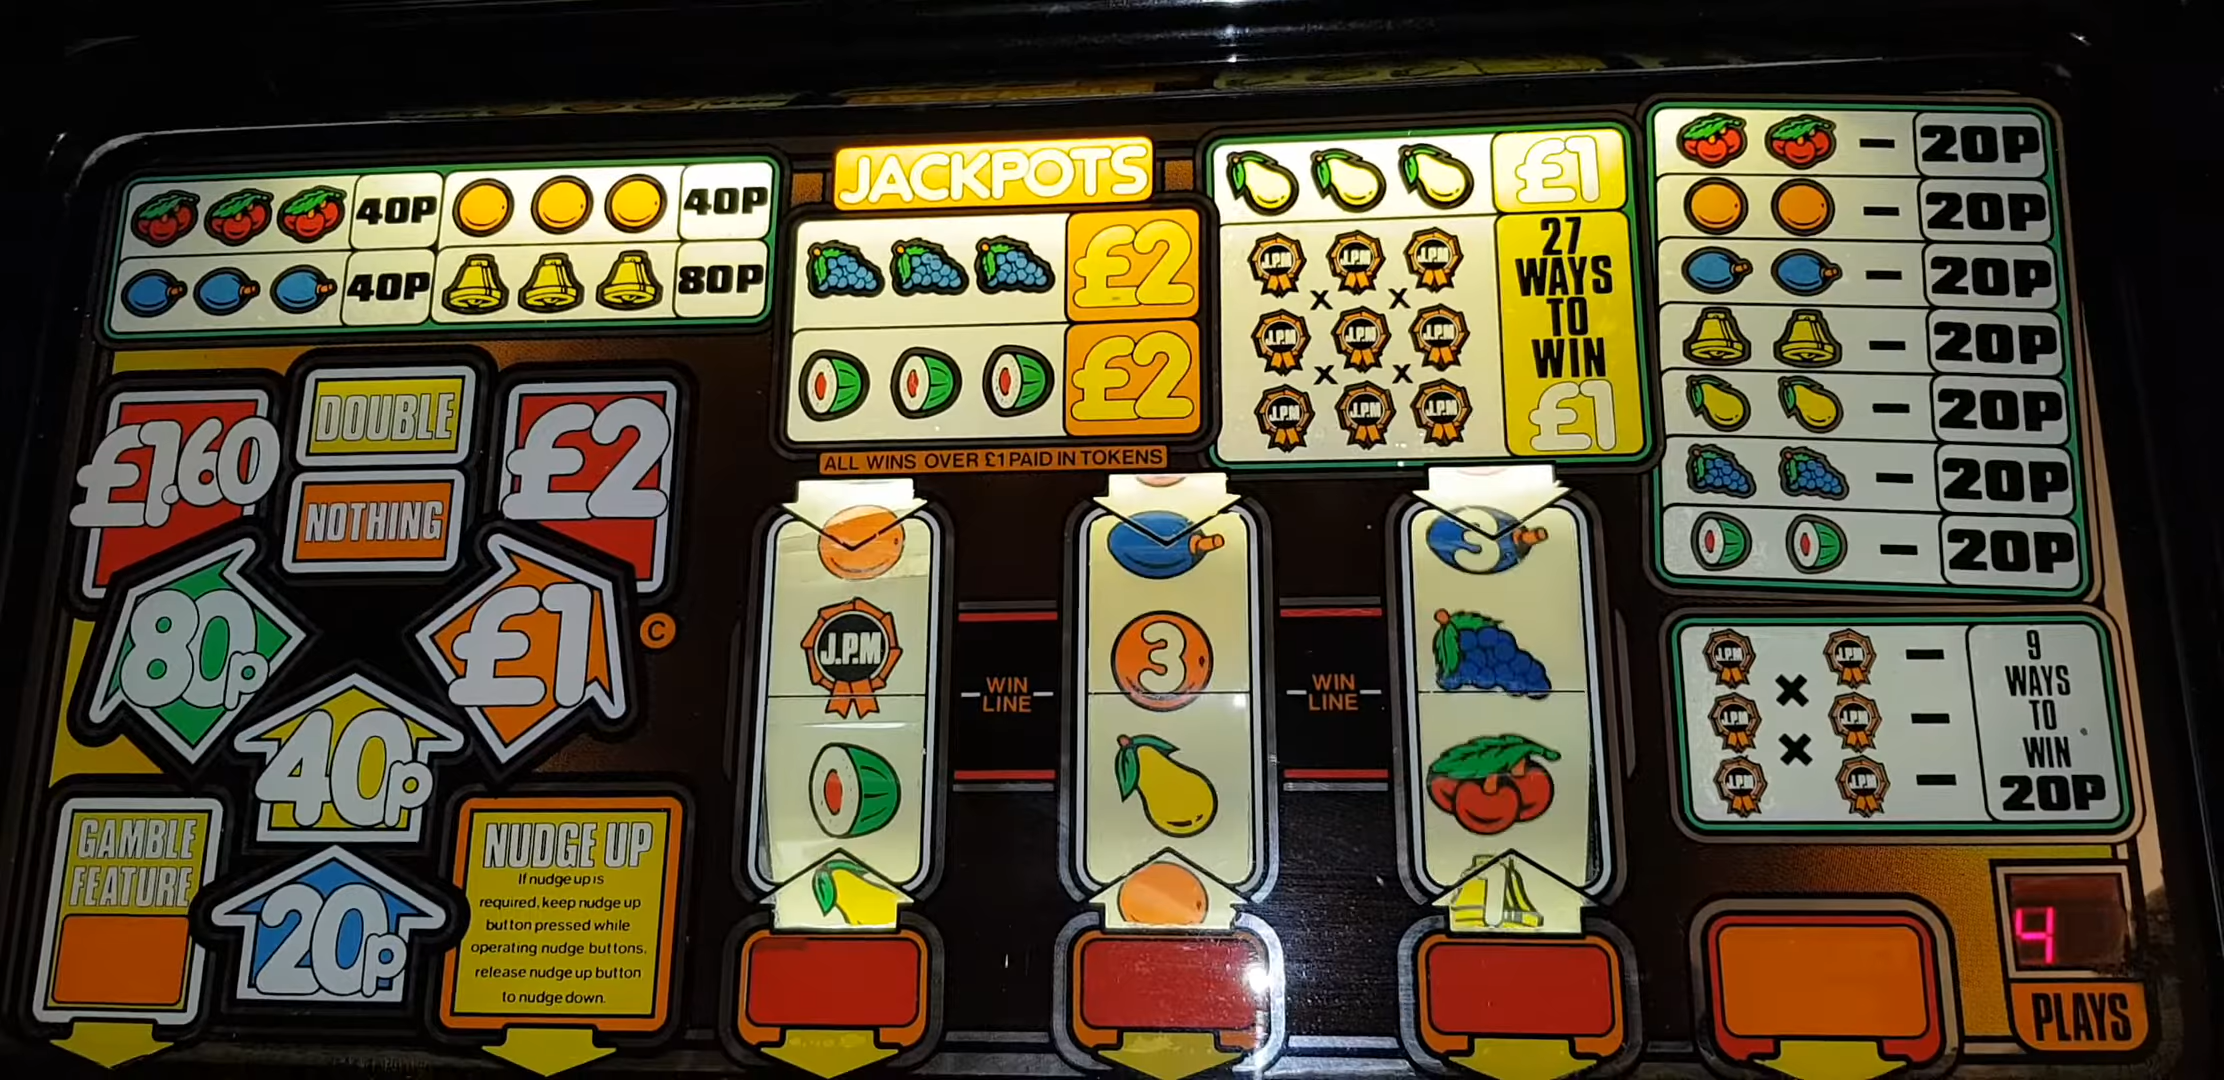 JACKPOTS
40P
40P
40P
80P
£2
£2
ALL WINS OVER £1 PAID IN TOKENS
£1
J.P.M J.P.M J.P.M
x x
J.P.M J.P.M J.P.M
x x
J.P.M J.P.M J.P.M
27
WAYS
TO
WIN
£1
- 20P
- 20P
- 20P
- 20P
- 20P
- 20P
- 20P
J.P.M J.P.M -
x
J.P.M J.P.M -
x
J.P.M J.P.M -
9
WAYS
TO
WIN
20P
£1.60
DOUBLE
NOTHING
£2
80p
£1
C
40p
20p
GAMBLE
FEATURE
NUDGE UP
If nudge up is
required, keep nudge up
button pressed while
operating nudge buttons,
release nudge up button
to nudge down.
3
J.P.M
3
1
WIN
LINE
WIN
LINE
4
PLAYS